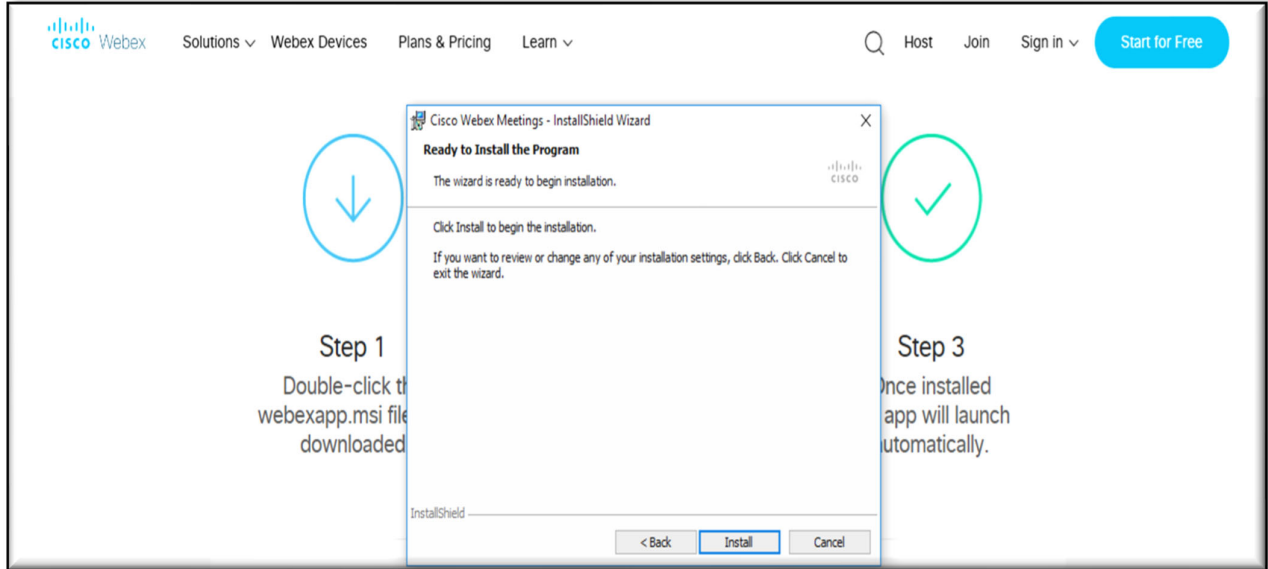 CISCO Webex Solutions Webex Devices Plans & Pricing Learn Host Join Sign in Start for Free
Cisco Webex Meetings - InstallShield Wizard X
Ready to Install the Program
The wizard is ready to begin installation.
CISCO
Click Install to begin the installation.
If you want to review or change any of your installation settings, click Back. Click Cancel to
exit the wizard.
Step 1
Double-click
webexapp.msi
downloaded
Step 3
installed
app will launch
InstallShield
< Back Install Cancel